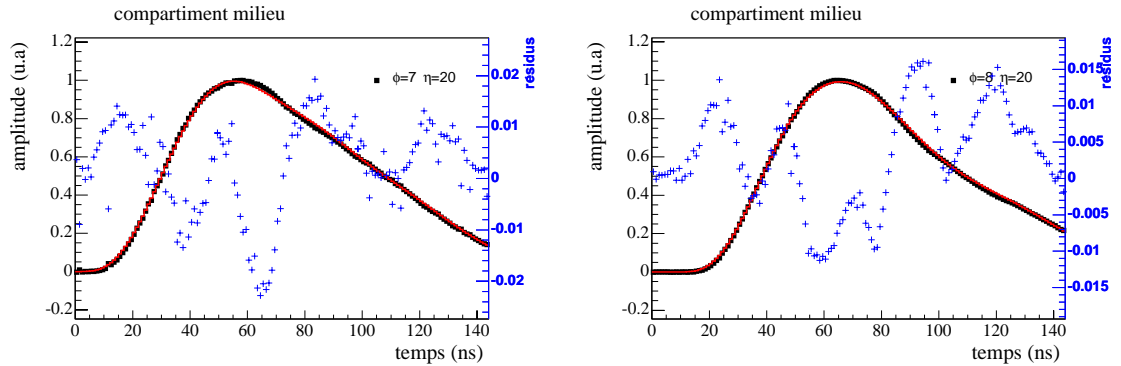 compartiment milieu
amplitude (u.a)
1.2
1
0.8
0.6
0.4
0.2
0
-0.2
0 20 40 60 80 100 120 140
temps (ns)
ϕ=7 η=20
résidus
0.02
0.01
0
-0.01
-0.02
compartiment milieu
amplitude (u.a)
1.2
1
0.8
0.6
0.4
0.2
0
-0.2
0 20 40 60 80 100 120 140
temps (ns)
ϕ=8 η=20
résidus
0.015
0.01
0.005
0
-0.005
-0.01
-0.015